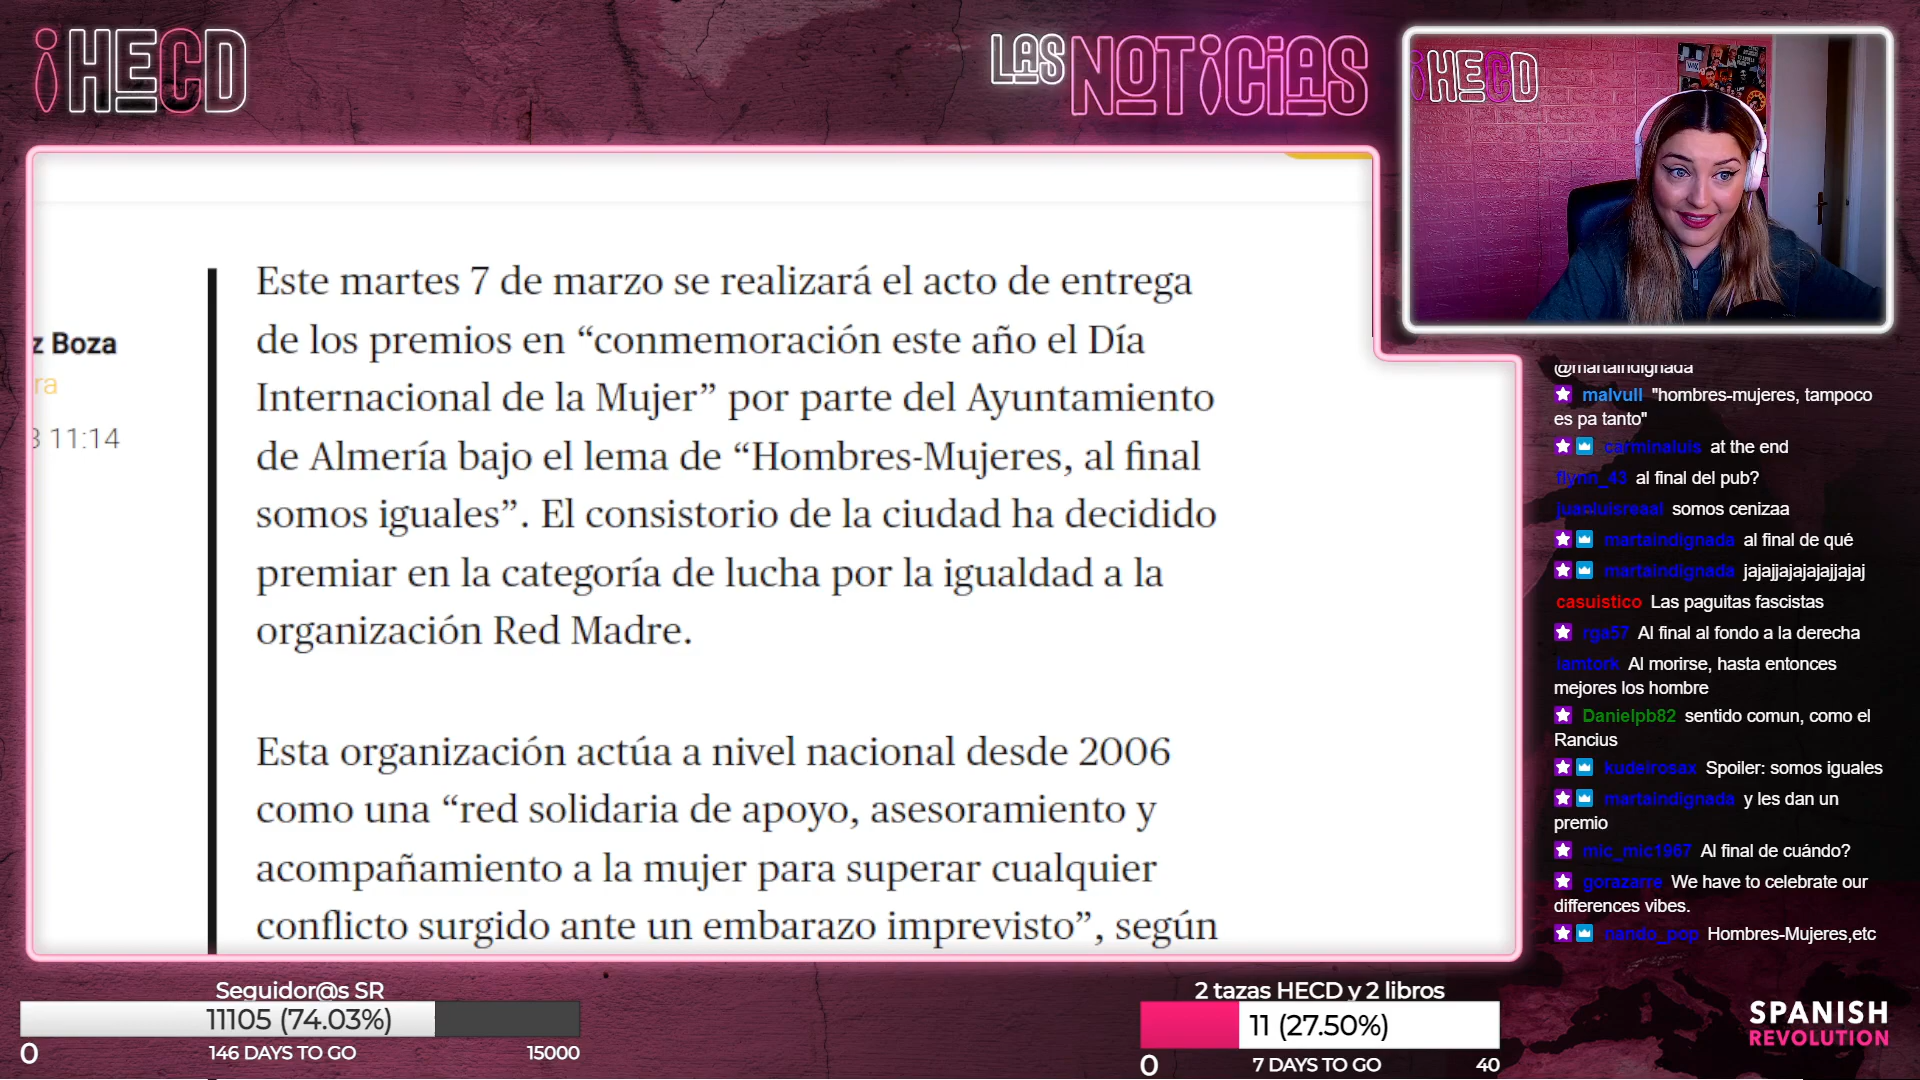 ¡HECD
LAS NOTICIAS
¡HECD
z Boza
ra
11:14
Este martes 7 de marzo se realizará el acto de entrega
de los premios en “conmemoración este año el Día
Internacional de la Mujer” por parte del Ayuntamiento
de Almería bajo el lema de “Hombres-Mujeres, al final
somos iguales”. El consistorio de la ciudad ha decidido
premiar en la categoría de lucha por la igualdad a la
organización Red Madre.
Esta organización actúa a nivel nacional desde 2006
como una “red solidaria de apoyo, asesoramiento y
acompañamiento a la mujer para superar cualquier
conflicto surgido ante un embarazo imprevisto”, según
@martaindignada
malvull "hombres-mujeres, tampoco
es pa tanto"
carminaluis at the end
flynn_43 al final del pub?
juanluisreaal somos cenizaa
martaindignada al final de qué
martaindignada jajajjajajajajjajaj
casuistico Las paguitas fascistas
rga57 Al final al fondo a la derecha
iamtork Al morirse, hasta entonces
mejores los hombre
Danielpb82 sentido comun, como el
Rancius
kudeirosax Spoiler: somos iguales
martaindignada y les dan un
premio
mic_mic1967 Al final de cuándo?
gorazarre We have to celebrate our
differences vibes.
nando_pop Hombres-Mujeres,etc
Seguidor@s SR
11105 (74.03%)
0 146 DAYS TO GO 15000
2 tazas HECD y 2 libros
11 (27.50%)
0 7 DAYS TO GO 40
SPANISH
REVOLUTION